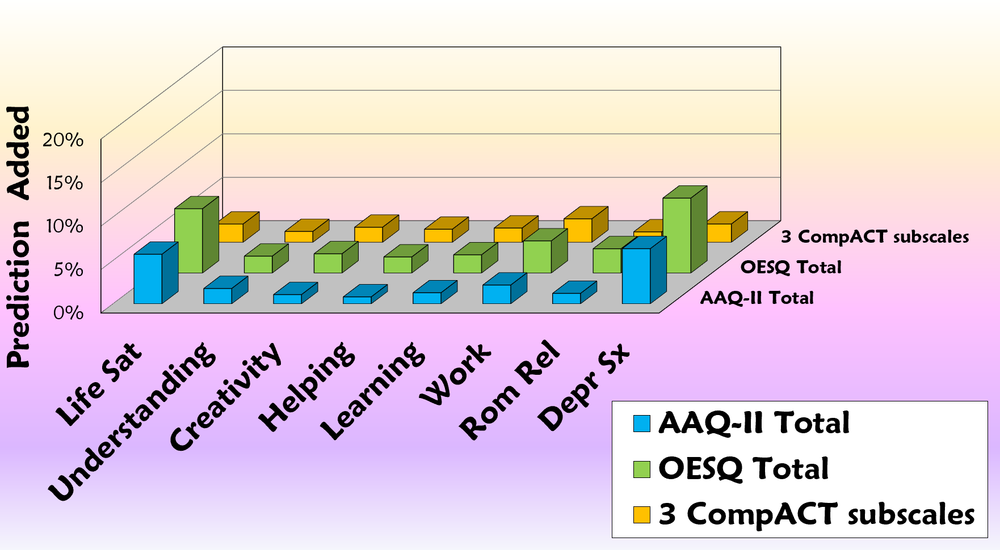 Prediction Added
20%
15%
10%
5%
0%
3 CompACT subscales
OESQ Total
AAQ-II Total
Life Sat
Understanding
Creativity
Helping
Learning
Work
Rom Rel
Depr Sx
AAQ-II Total
OESQ Total
3 CompACT subscales